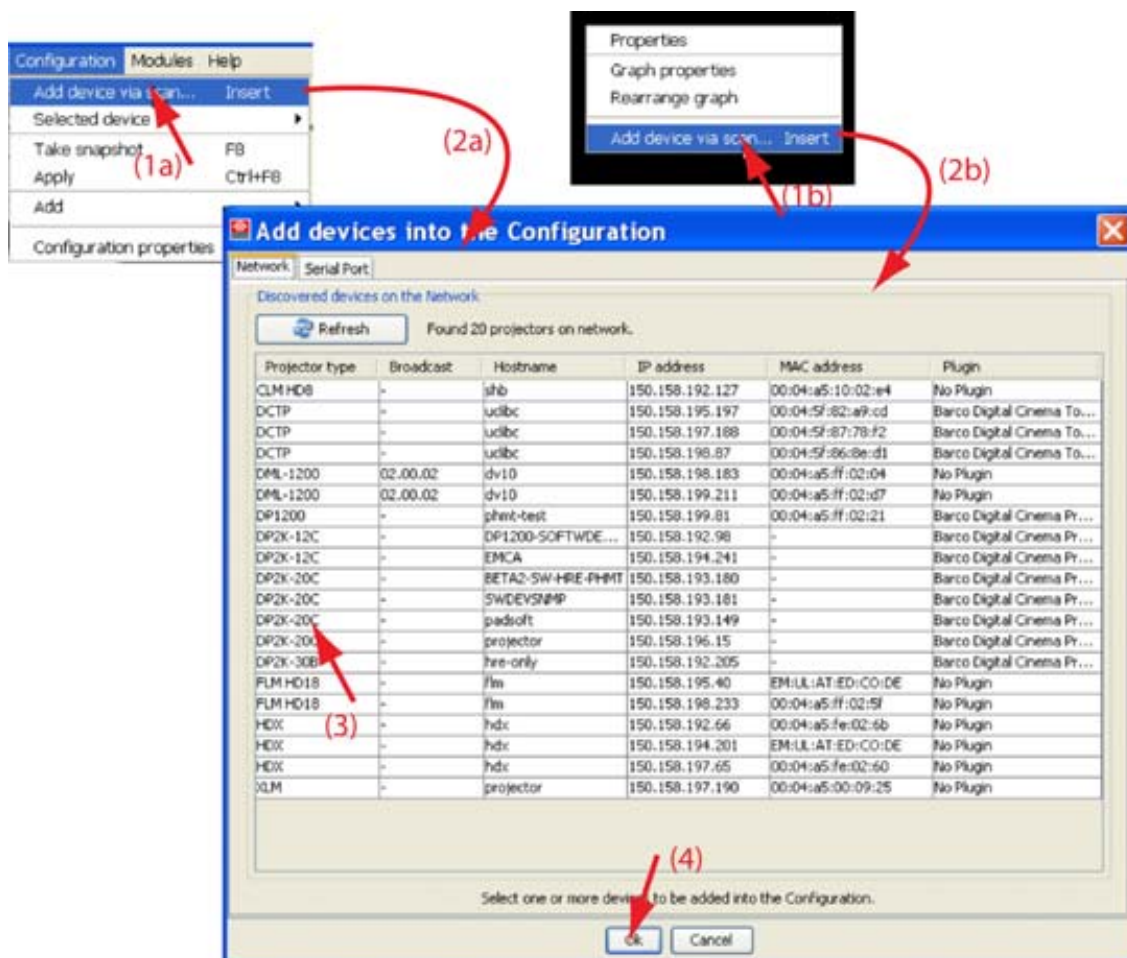 Configuration Modules Help
Add device via scan... Insert
Selected device
Take snapshot F8
Apply Ctrl+F8
Add
Configuration properties
(1a)
(2a)
Properties
Graph properties
Rearrange graph
Add device via scan... Insert
(1b)
(2b)
Add devices into the Configuration
Network Serial Port
Discovered devices on the Network
Refresh Found 20 projectors on network.
Projector type Broadcast Hostname IP address MAC address Plugin
CLM HD8 - shb 150.158.192.127 00:04:a5:10:02:e4 No Plugin
DCTP - uclibc 150.158.195.197 00:04:5f:82:a9:cd Barco Digital Cinema To...
DCTP - uclibc 150.158.197.188 00:04:5f:87:78:f2 Barco Digital Cinema To...
DCTP - uclibc 150.158.198.87 00:04:5f:86:8e:d1 Barco Digital Cinema To...
DML-1200 02.00.02 dv10 150.158.198.183 00:04:a5:ff:02:04 No Plugin
DML-1200 02.00.02 dv10 150.158.199.211 00:04:a5:ff:02:d7 No Plugin
DP1200 - phmt-test 150.158.199.81 00:04:a5:ff:02:21 Barco Digital Cinema Pr...
DP2K-12C - DP1200-SOFTWDE... 150.158.192.98 - Barco Digital Cinema Pr...
DP2K-12C - EMCA 150.158.194.241 - Barco Digital Cinema Pr...
DP2K-20C - BETA2-SW-HRE-PHMT 150.158.193.180 - Barco Digital Cinema Pr...
DP2K-20C - SWDEVSNMP 150.158.193.181 - Barco Digital Cinema Pr...
DP2K-20C - padsoft 150.158.193.149 - Barco Digital Cinema Pr...
DP2K-20C - projector 150.158.196.15 - Barco Digital Cinema Pr...
DP2K-30B - hre-only 150.158.192.205 - Barco Digital Cinema Pr...
FLM HD18 - flm 150.158.195.40 EM:UL:AT:ED:CO:DE No Plugin
FLM HD18 - flm 150.158.198.233 00:04:a5:ff:02:5f No Plugin
HDX - hdx 150.158.192.66 00:04:a5:fe:02:6b No Plugin
HDX - hdx 150.158.194.201 EM:UL:AT:ED:CO:DE No Plugin
HDX - hdx 150.158.197.65 00:04:a5:fe:02:60 No Plugin
XLM - projector 150.158.197.190 00:04:a5:00:09:25 No Plugin
(3)
(4)
Select one or more devices to be added into the Configuration.
Ok Cancel